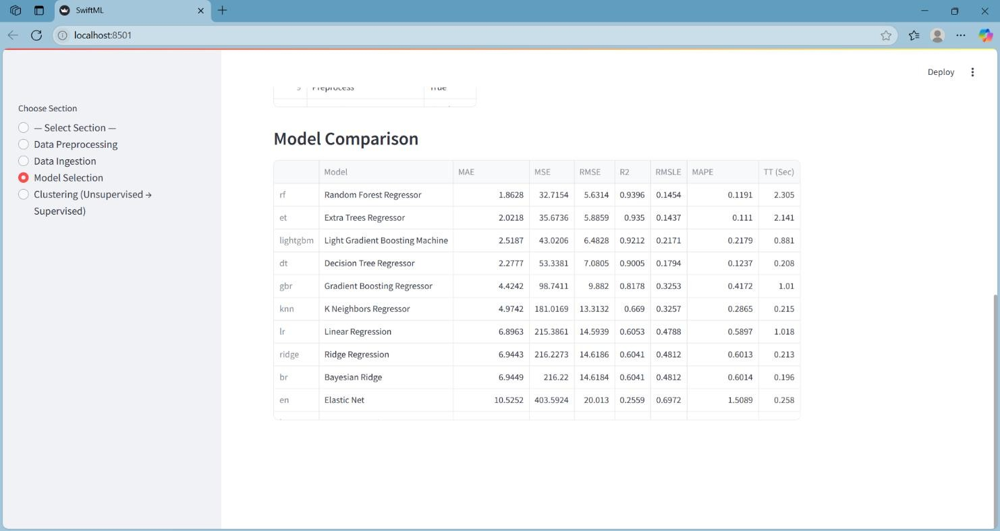 SwiftML
localhost:8501
Deploy
Choose Section
— Select Section —
Data Preprocessing
Data Ingestion
Model Selection
Clustering (Unsupervised →
Supervised)
9 Preprocess True
Model Comparison
Model MAE MSE RMSE R2 RMSLE MAPE TT (Sec)
rf Random Forest Regressor 1.8628 32.7154 5.6314 0.9396 0.1454 0.1191 2.305
et Extra Trees Regressor 2.0218 35.6736 5.8859 0.935 0.1437 0.111 2.141
lightgbm Light Gradient Boosting Machine 2.5187 43.0206 6.4828 0.9212 0.2171 0.2179 0.881
dt Decision Tree Regressor 2.2777 53.3381 7.0805 0.9005 0.1794 0.1237 0.208
gbr Gradient Boosting Regressor 4.4242 98.7411 9.882 0.8178 0.3253 0.4172 1.01
knn K Neighbors Regressor 4.9742 181.0169 13.3132 0.669 0.3257 0.2865 0.215
lr Linear Regression 6.8963 215.3861 14.5939 0.6053 0.4788 0.5897 1.018
ridge Ridge Regression 6.9443 216.2273 14.6186 0.6041 0.4812 0.6013 0.213
br Bayesian Ridge 6.9449 216.22 14.6184 0.6041 0.4812 0.6014 0.196
en Elastic Net 10.5252 403.5924 20.013 0.2559 0.6972 1.5089 0.258